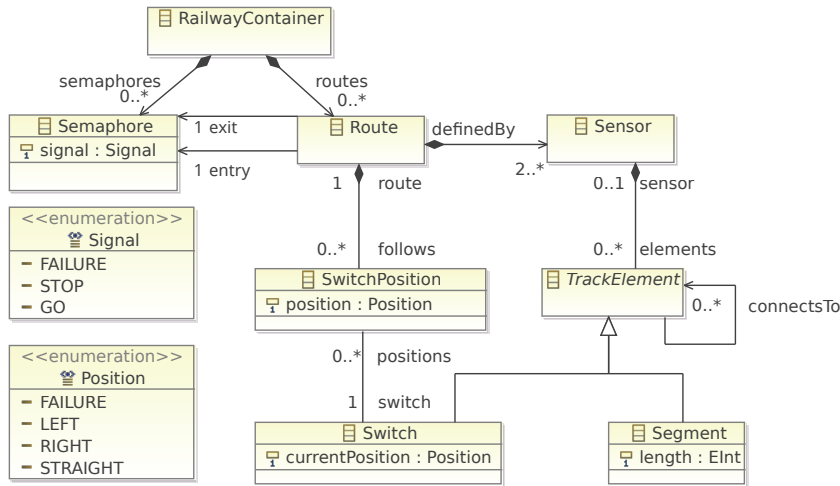 RailwayContainer
semaphores
0..*
routes
0..*
Semaphore
signal : Signal
1 exit
1 entry
Route
definedBy
2..*
Sensor
1 route
0..1 sensor
<<enumeration>>
Signal
FAILURE
STOP
GO
0..* follows
0..* elements
SwitchPosition
position : Position
TrackElement
0..*
connectsTo
<<enumeration>>
Position
FAILURE
LEFT
RIGHT
STRAIGHT
0..* positions
1 switch
Switch
currentPosition : Position
Segment
length : EInt